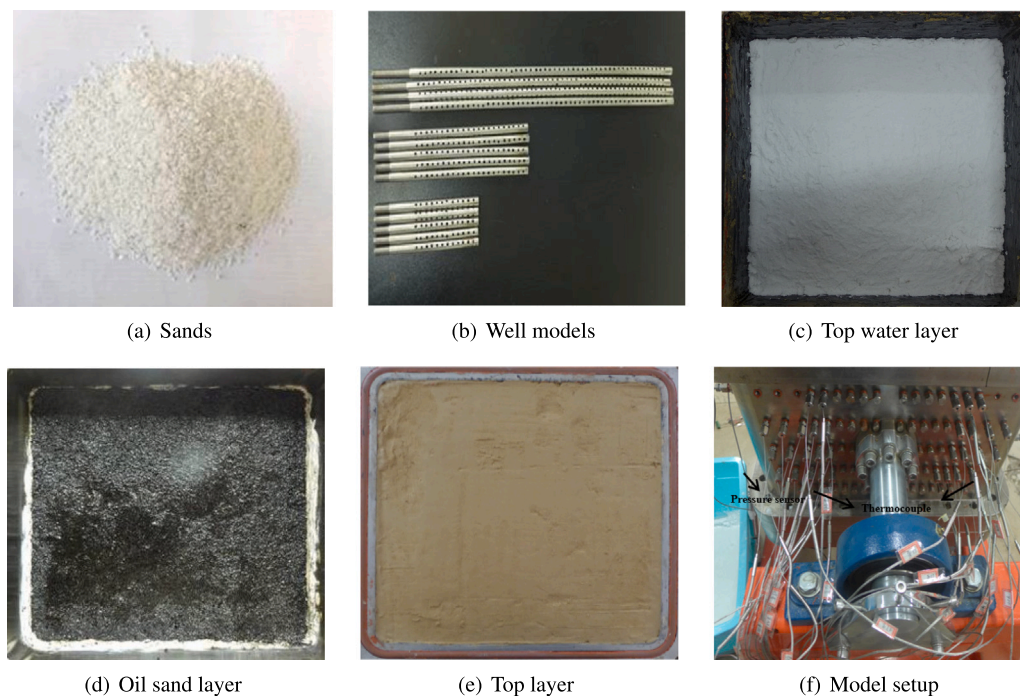 (a) Sands
(b) Well models
(c) Top water layer
Pressure sensor
Thermocouple
(d) Oil sand layer
(e) Top layer
(f) Model setup